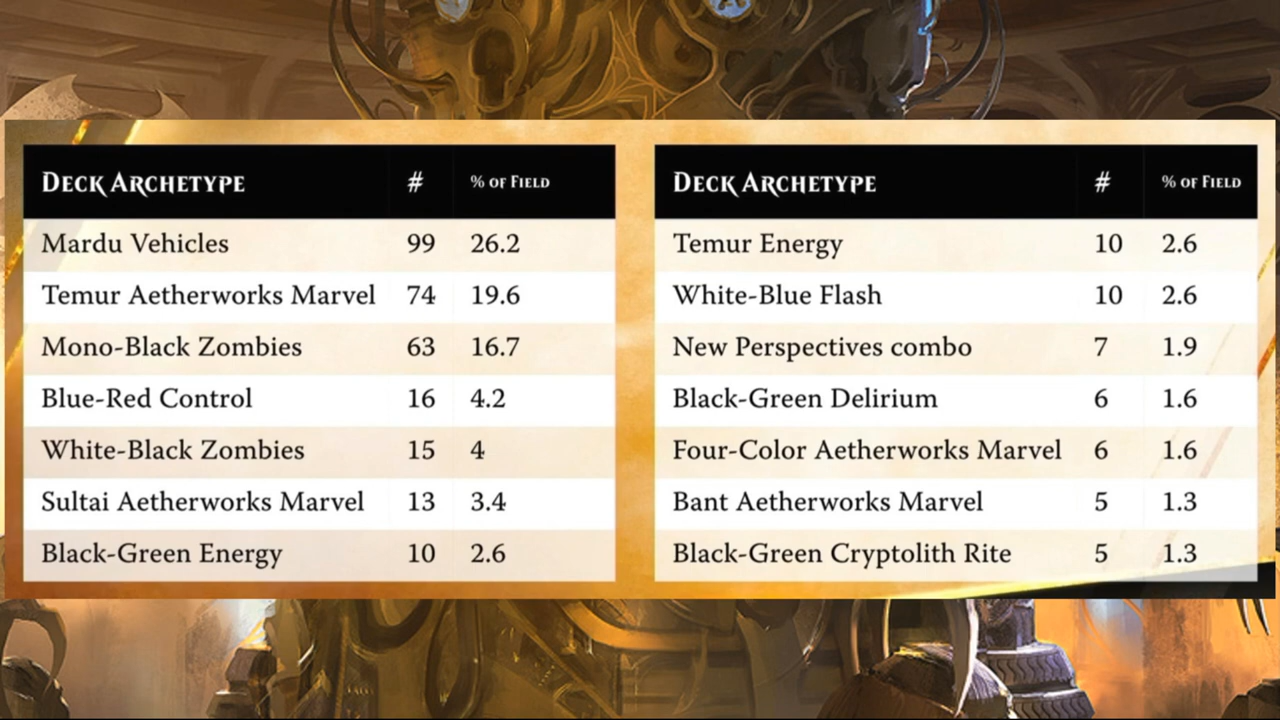 Deck Archetype # % of Field
Mardu Vehicles 99 26.2
Temur Aetherworks Marvel 74 19.6
Mono-Black Zombies 63 16.7
Blue-Red Control 16 4.2
White-Black Zombies 15 4
Sultai Aetherworks Marvel 13 3.4
Black-Green Energy 10 2.6
Deck Archetype # % of Field
Temur Energy 10 2.6
White-Blue Flash 10 2.6
New Perspectives combo 7 1.9
Black-Green Delirium 6 1.6
Four-Color Aetherworks Marvel 6 1.6
Bant Aetherworks Marvel 5 1.3
Black-Green Cryptolith Rite 5 1.3